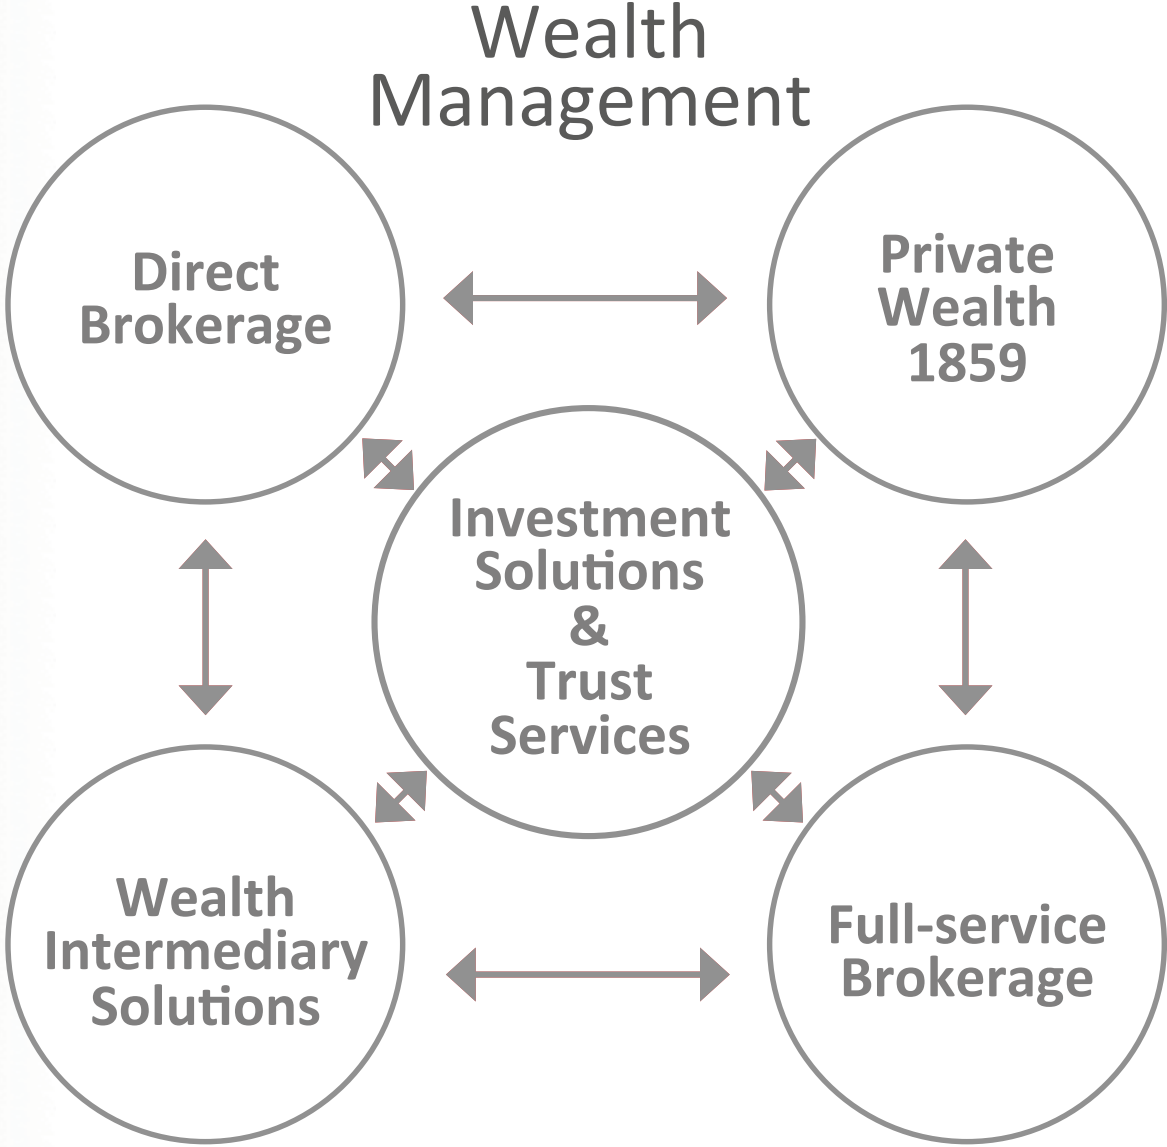 Wealth
Management
Direct
Brokerage
Private
Wealth
1859
Investment
Solutions
&
Trust
Services
Wealth
Intermediary
Solutions
Full-service
Brokerage